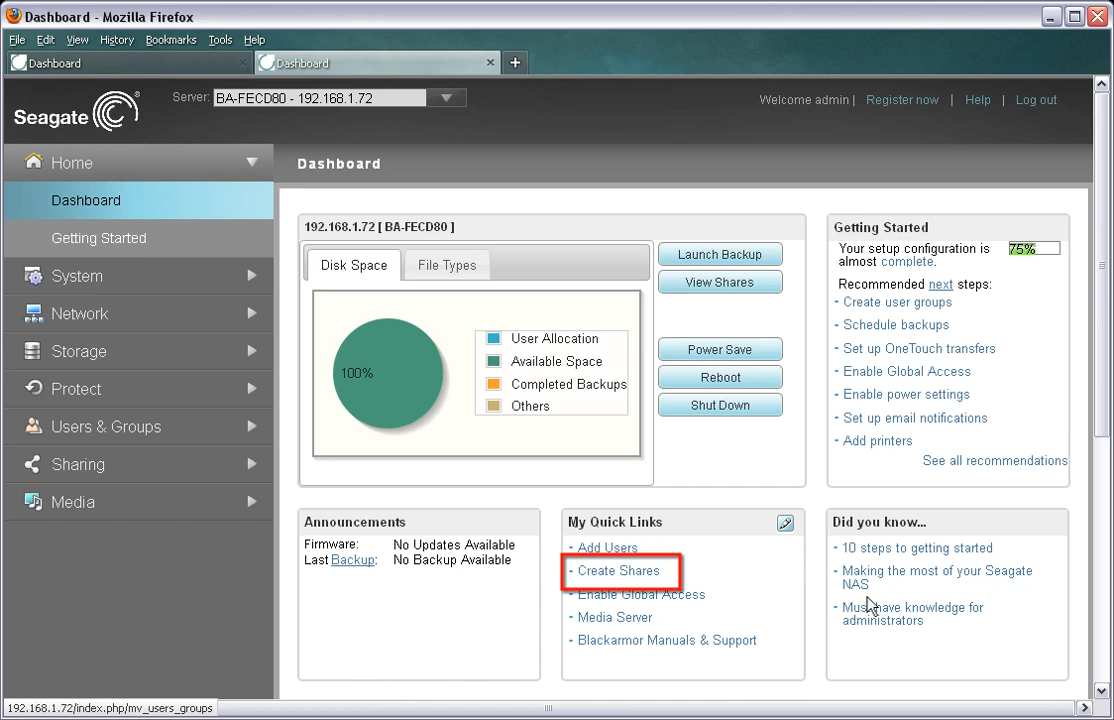 Dashboard - Mozilla Firefox
File Edit View History Bookmarks Tools Help
Dashboard
Dashboard
Seagate
Server: BA-FECD80 - 192.168.1.72
Welcome admin | Register now | Help | Log out
Home
Dashboard
Getting Started
System
Network
Storage
Protect
Users & Groups
Sharing
Media
Dashboard
192.168.1.72 [ BA-FECD80 ]
Disk Space
File Types
100%
User Allocation
Available Space
Completed Backups
Others
Launch Backup
View Shares
Power Save
Reboot
Shut Down
Getting Started
Your setup configuration is
almost complete.
75%
Recommended next steps:
- Create user groups
- Schedule backups
- Set up OneTouch transfers
- Enable Global Access
- Enable power settings
- Set up email notifications
- Add printers
See all recommendations
Announcements
Firmware: No Updates Available
Last Backup: No Backup Available
My Quick Links
- Add Users
- Create Shares
- Enable Global Access
- Media Server
- Blackarmor Manuals & Support
Did you know...
- 10 steps to getting started
- Making the most of your Seagate
NAS
- Must have knowledge for
administrators
192.168.1.72/index.php/mv_users_groups